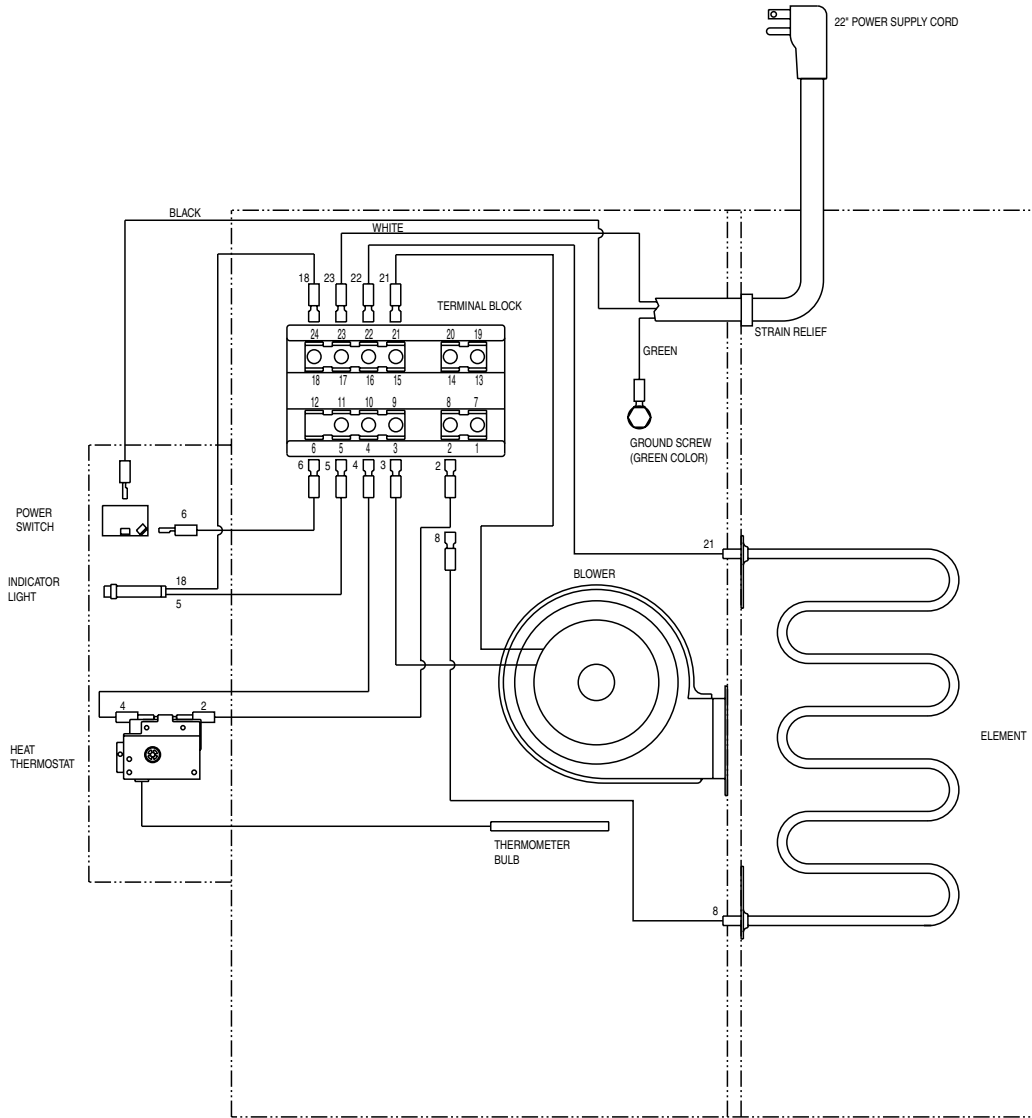 22" POWER SUPPLY CORD
BLACK
WHITE
18 23 22 21
TERMINAL BLOCK
24 23 22 21 20 19
18 17 16 15 14 13
12 11 10 9 8 7
6 5 4 3 2 1
6 5 4 3 2
STRAIN RELIEF
GREEN
GROUND SCREW
(GREEN COLOR)
POWER
SWITCH
6
8
21
INDICATOR
LIGHT
18
5
BLOWER
4 2
HEAT
THERMOSTAT
ELEMENT
THERMOMETER
BULB
8